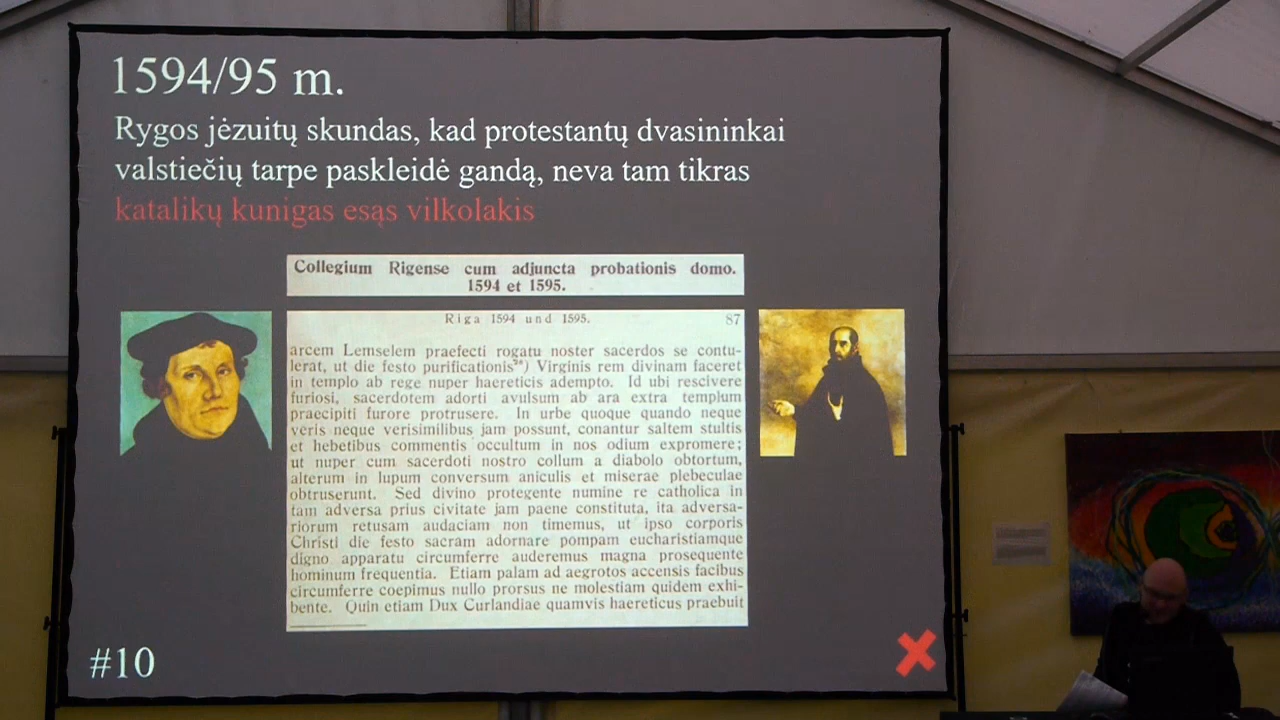 1594/95 m.
Rygos jėzuitų skundas, kad protestantų dvasininkai
valstiečių tarpe paskleidė gandą, neva tam tikras
katalikų kunigas esąs vilkolakis
Collegium Rigense cum adjuncta probationis domo.
1594 et 1595.
Riga 1594 und 1595. 87
arcem Lemselem praefecti rogatu noster sacerdos se contu-
lerat, ut die festo purificationis) Virginis rem divinam faceret
in templo ab rege nuper haereticis adempto. Id ubi rescivere
furiosi, sacerdotem adorti avulsum ab ara extra templum
praecipiti furore protrusere. In urbe quoque quando neque
veris neque verisimilibus jam possunt, conantur saltem stultis
et hebetibus commentis occultum in nos odium expromere;
ut nuper cum sacerdoti nostro collum a diabolo obtortum,
alterum in lupum conversum aniculis et miserae plebeculae
obtruserunt. Sed divino protegente numine re catholica in
tam adversa prius civitate jam paene constituta, ita adversa-
riorum retusam audaciam non timemus, ut ipso corporis
Christi die festo sacram adornare pompam eucharistiamque
digno apparatu circumferre auderemus magna prosequente
hominum frequentia. Etiam palam ad aegrotos accensis facibus
circumferre coepimus nullo prorsus ne molestiam quidem exhi-
bente. Quin etiam Dux Curlandiae quamvis haereticus praebuit
#10